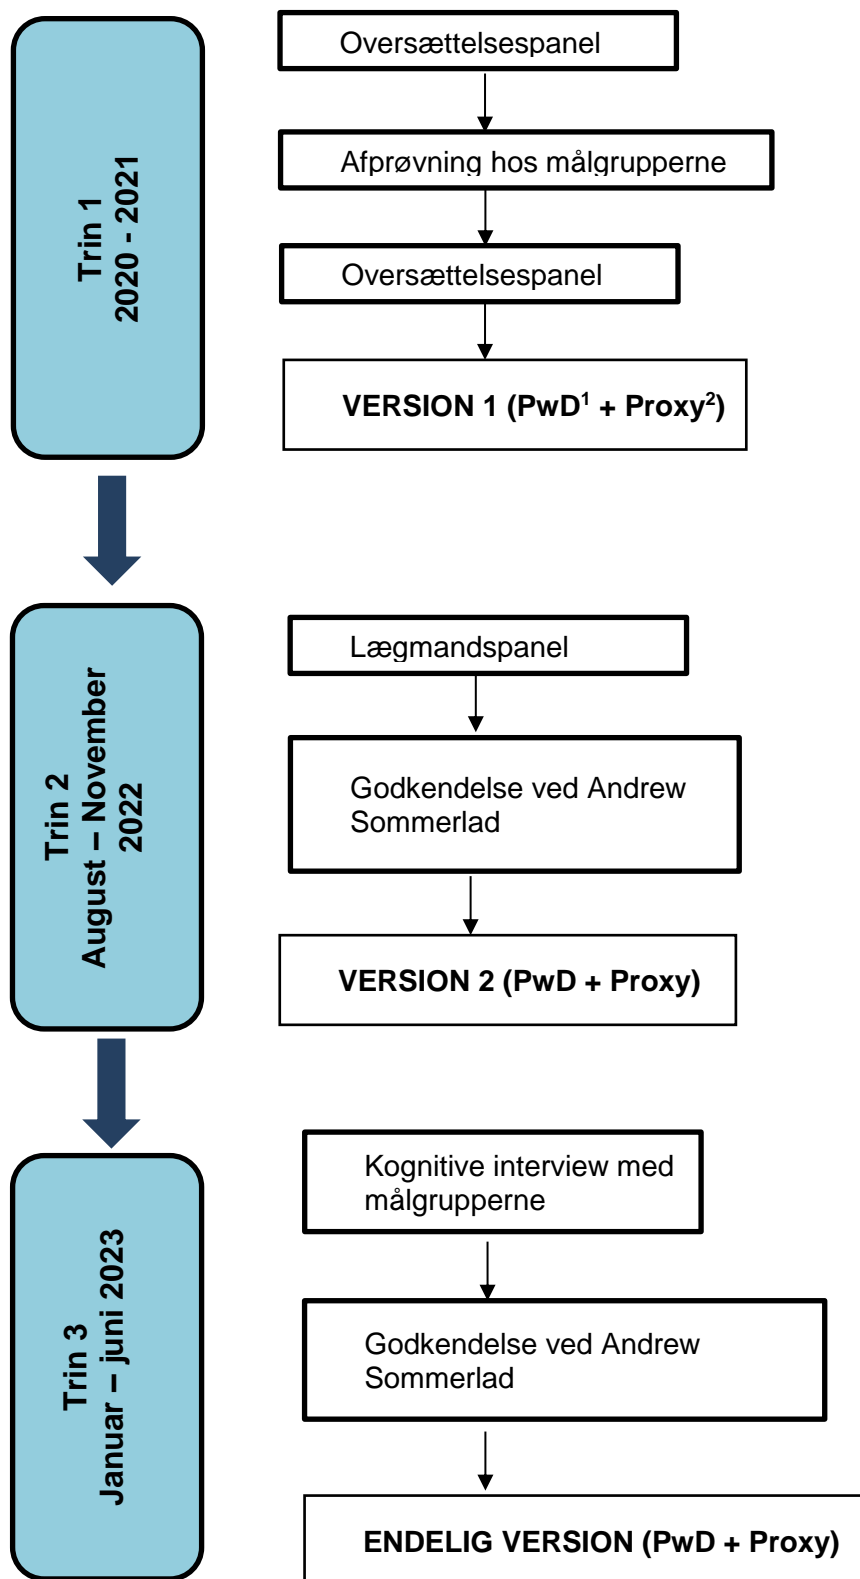 Trin 1
2020 - 2021
Oversættelsespanel
Afprøvning hos målgrupperne
Oversættelsespanel
VERSION 1 (PwD¹ + Proxy²)
Trin 2
August – November
2022
Lægmandspanel
Godkendelse ved Andrew
Sommerlad
VERSION 2 (PwD + Proxy)
Trin 3
Januar – juni 2023
Kognitive interview med
målgrupperne
Godkendelse ved Andrew
Sommerlad
ENDELIG VERSION (PwD + Proxy)